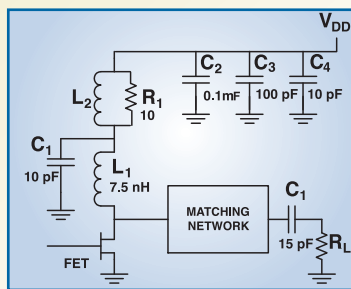 V_DD
C_2
0.1mF
C_3
100 pF
C_4
10 pF
L_2
R_1
10
C_1
10 pF
L_1
7.5 nH
MATCHING
NETWORK
C_1
15 pF
R_L
FET